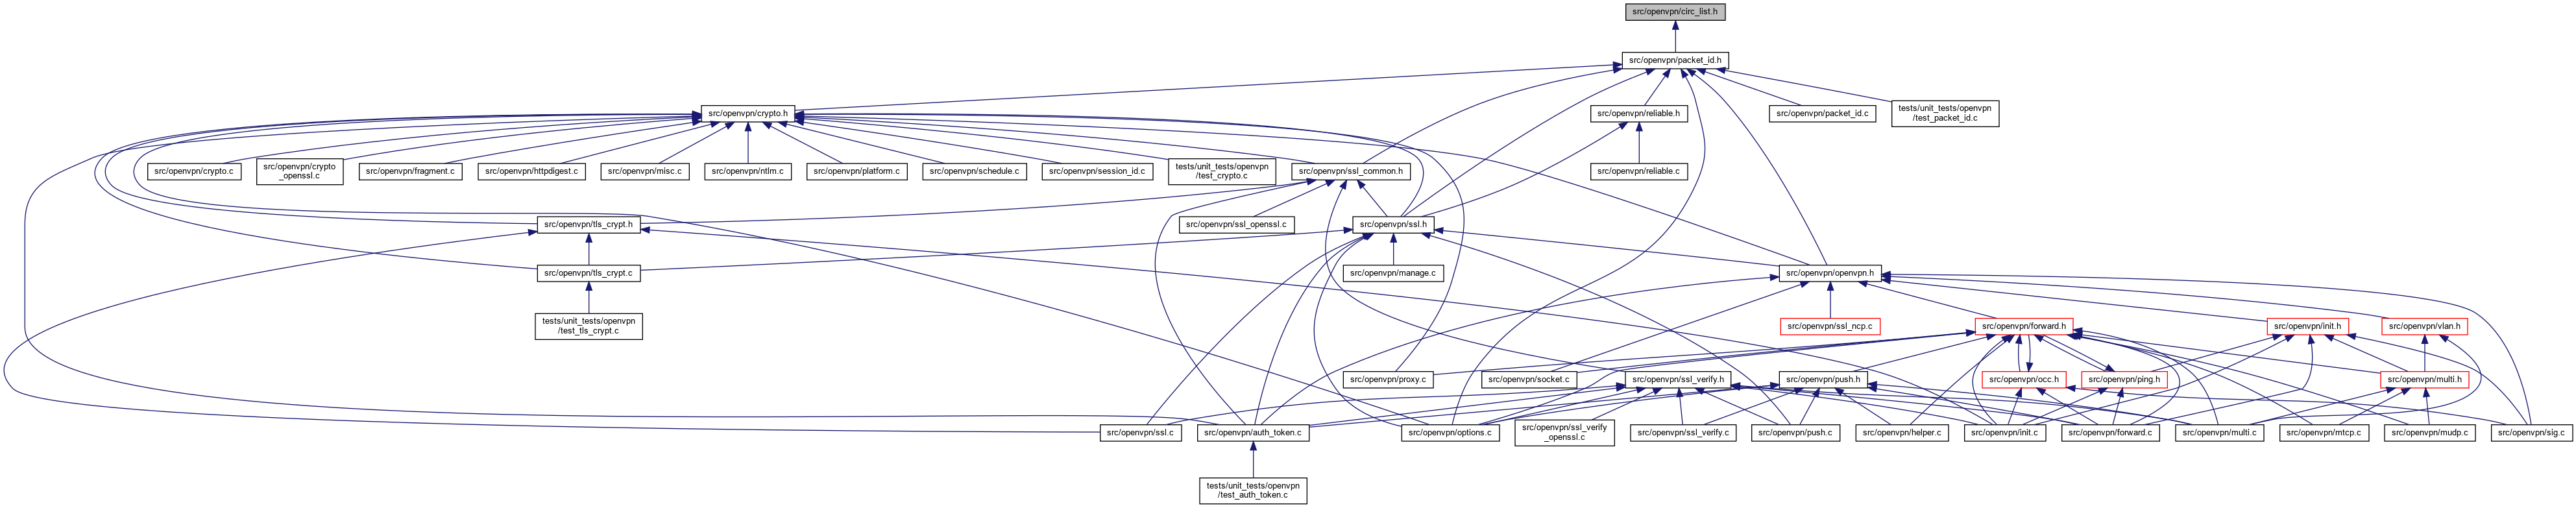 src/openvpn/circ_list.h
src/openvpn/packet_id.h
src/openvpn/crypto.h
src/openvpn/reliable.h
src/openvpn/packet_id.c
tests/unit_tests/openvpn
/test_packet_id.c
src/openvpn/crypto.c
src/openvpn/crypto
_openssl.c
src/openvpn/fragment.c
src/openvpn/httpdigest.c
src/openvpn/misc.c
src/openvpn/ntlm.c
src/openvpn/platform.c
src/openvpn/schedule.c
src/openvpn/session_id.c
tests/unit_tests/openvpn
/test_crypto.c
src/openvpn/ssl_common.h
src/openvpn/reliable.c
src/openvpn/tls_crypt.h
src/openvpn/ssl_openssl.c
src/openvpn/ssl.h
src/openvpn/tls_crypt.c
src/openvpn/manage.c
src/openvpn/openvpn.h
tests/unit_tests/openvpn
/test_tls_crypt.c
src/openvpn/ssl_ncp.c
src/openvpn/forward.h
src/openvpn/init.h
src/openvpn/vlan.h
src/openvpn/proxy.c
src/openvpn/socket.c
src/openvpn/ssl_verify.h
src/openvpn/push.h
src/openvpn/occ.h
src/openvpn/ping.h
src/openvpn/multi.h
src/openvpn/ssl.c
src/openvpn/auth_token.c
src/openvpn/options.c
src/openvpn/ssl_verify
_openssl.c
src/openvpn/ssl_verify.c
src/openvpn/push.c
src/openvpn/helper.c
src/openvpn/init.c
src/openvpn/forward.c
src/openvpn/multi.c
src/openvpn/mtcp.c
src/openvpn/mudp.c
src/openvpn/sig.c
tests/unit_tests/openvpn
/test_auth_token.c